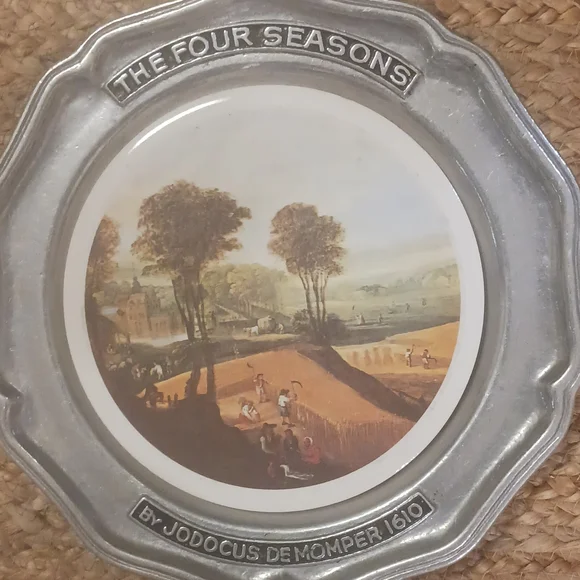 THE FOUR SEASONS
BY JODOCUS DE MOMPER 1610